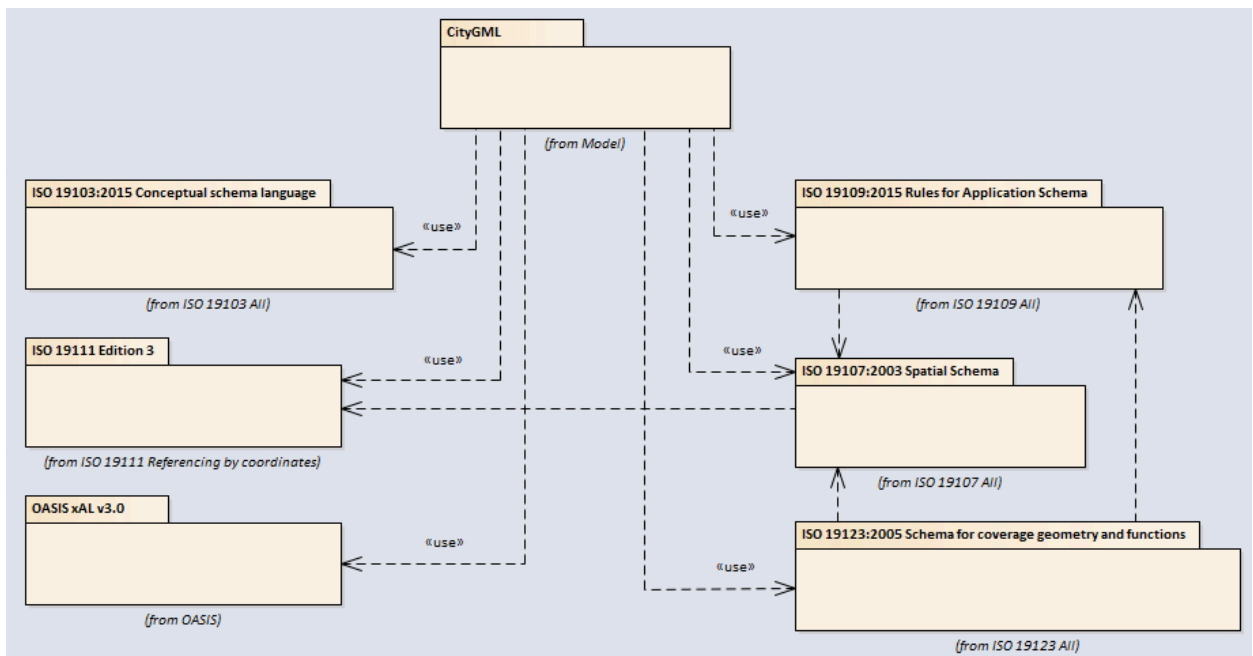 CityGML
(from Model)
ISO 19103:2015 Conceptual schema language
«use»
(from ISO 19103 All)
ISO 19109:2015 Rules for Application Schema
«use»
(from ISO 19109 All)
ISO 19111 Edition 3
«use»
(from ISO 19111 Referencing by coordinates)
«use»
ISO 19107:2003 Spatial Schema
(from ISO 19107 All)
OASIS xAL v3.0
«use»
(from OASIS)
ISO 19123:2005 Schema for coverage geometry and functions
«use»
(from ISO 19123 All)